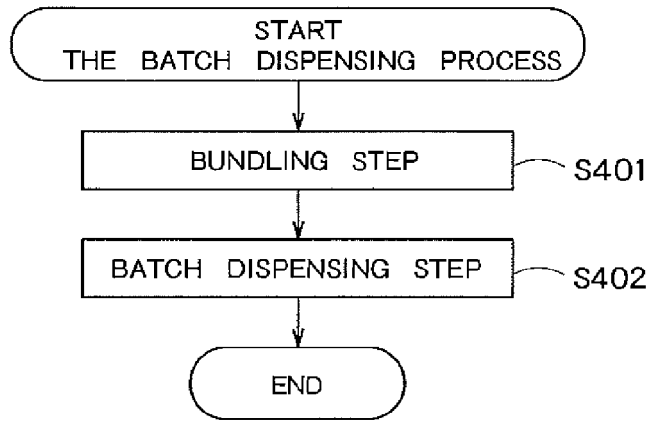 START
THE BATCH DISPENSING PROCESS
BUNDLING STEP
S401
BATCH DISPENSING STEP
S402
END